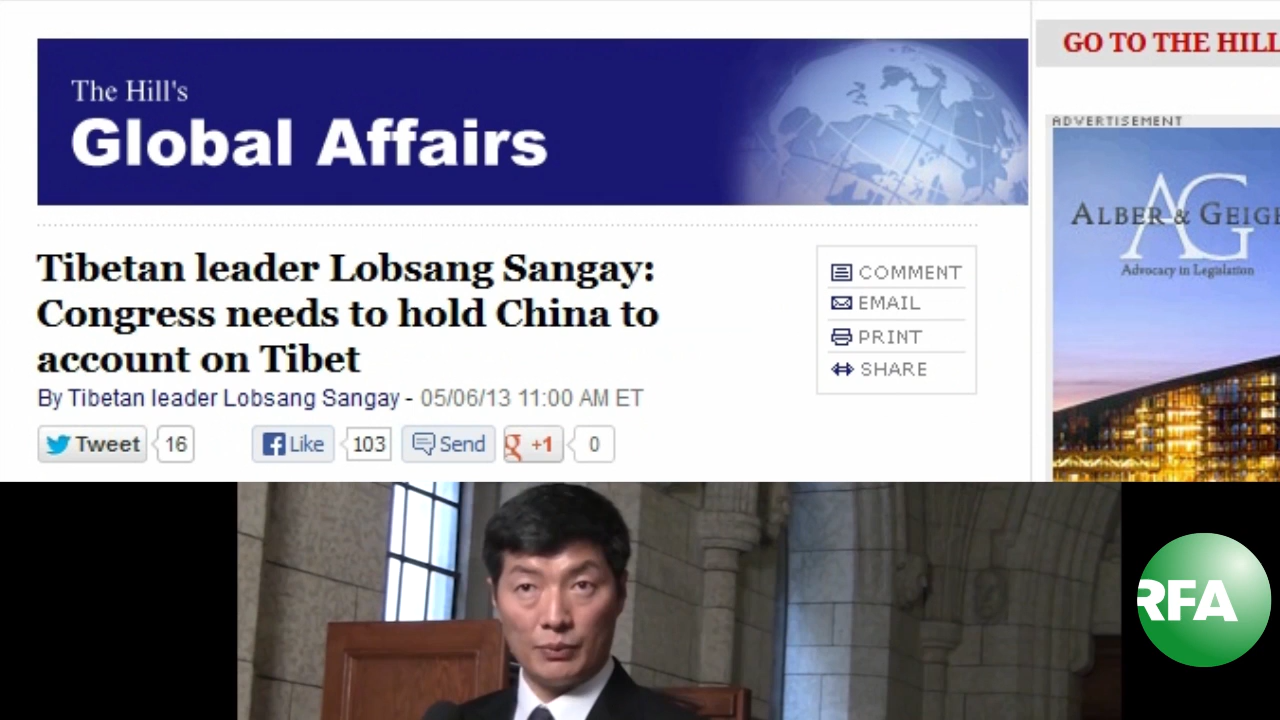 The Hill's
Global Affairs
GO TO THE HILL
ADVERTISEMENT
AG
ALBER & GEIGE
Advocacy in Legislation
Tibetan leader Lobsang Sangay:
Congress needs to hold China to
account on Tibet
By Tibetan leader Lobsang Sangay - 05/06/13 11:00 AM ET
COMMENT
EMAIL
PRINT
SHARE
Tweet 16 Like 103 Send +1 0
RFA